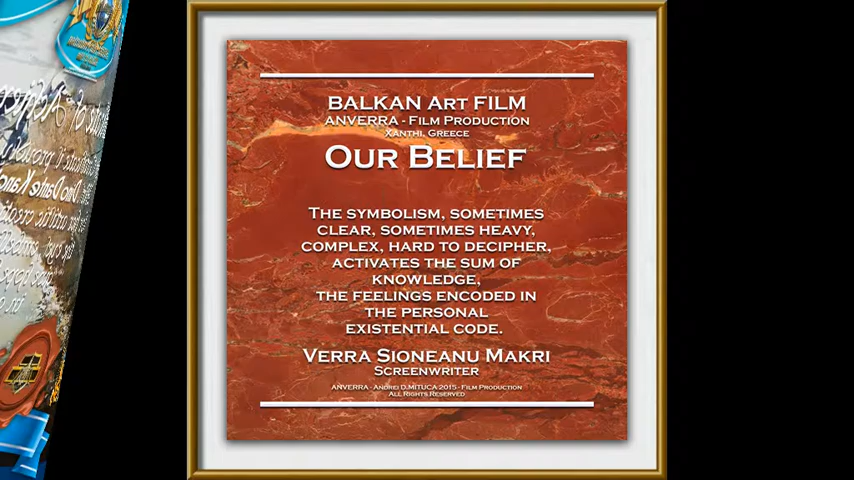 BALKAN ART FILM
ANVERRA - FILM PRODUCTION
XANTHI, GREECE
OUR BELIEF
THE SYMBOLISM, SOMETIMES
CLEAR, SOMETIMES HEAVY,
COMPLEX, HARD TO DECIPHER,
ACTIVATES THE SUM OF
KNOWLEDGE,
THE FEELINGS ENCODED IN
THE PERSONAL
EXISTENTIAL CODE.
VERRA SIONEANU MAKRI
SCREENWRITER
ANVERRA - ANDREI D.MITUCA 2015 - FILM PRODUCTION
ALL RIGHTS RESERVED